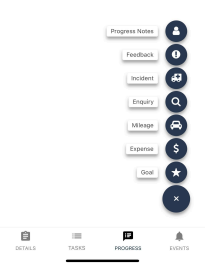 Progress Notes
Feedback
Incident
Enquiry
Mileage
Expense
Goal
DETAILS
TASKS
PROGRESS
EVENTS